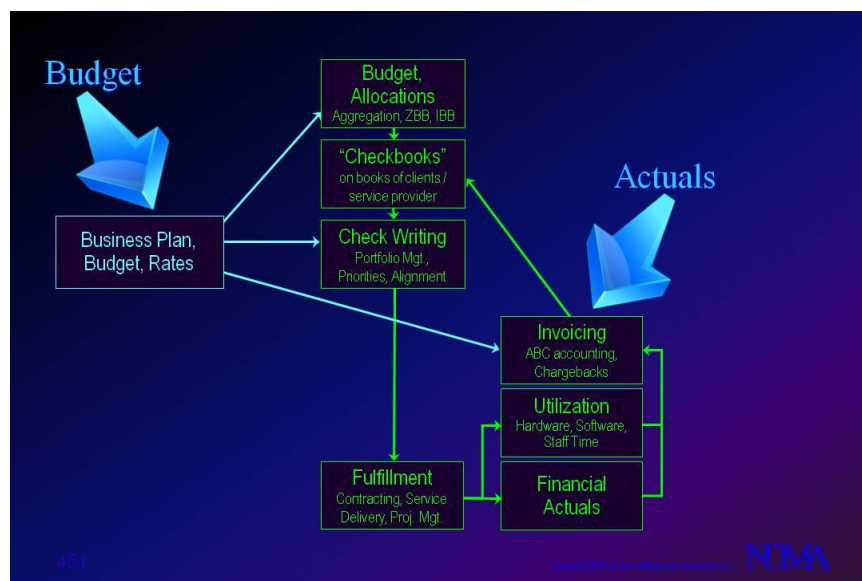 Budget
Budget,
Allocations
Aggregation, ZBB, IBB
“Checkbooks”
on books of clients /
service provider
Actuals
Business Plan,
Budget, Rates
Check Writing
Portfolio Mgt.,
Priorities, Alignment
Invoicing
ABC accounting,
Chargebacks
Utilization
Hardware, Software,
Staff Time
Fulfillment
Contracting, Service
Delivery, Proj. Mgt.
Financial
Actuals
451
NDMA